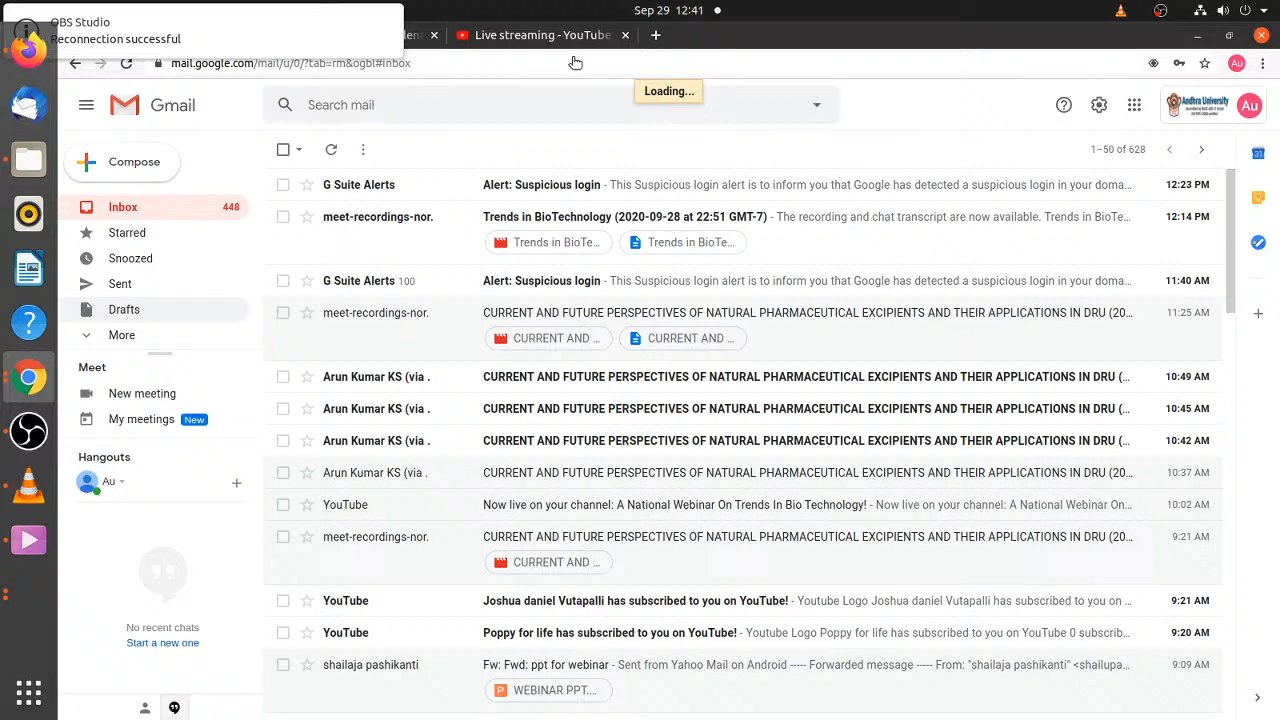 Sep 29 12:41
OBS Studio
Reconnection successful
Live streaming - YouTube
mail.google.com/mail/u/0/?tab=rm&ogbl#inbox
Au
Loading...
Gmail
Search mail
Andhra University
Au
Compose
1–50 of 628
Inbox 448
Starred
Snoozed
Sent
Drafts
More
Meet
New meeting
My meetings New
Hangouts
Au
No recent chats
Start a new one
G Suite Alerts Alert: Suspicious login - This Suspicious login alert is to inform you that Google has detected a suspicious login in your doma... 12:23 PM
meet-recordings-nor. Trends in BioTechnology (2020-09-28 at 22:51 GMT-7) - The recording and chat transcript are now available. Trends in BioTe... 12:14 PM
Trends in BioTe... Trends in BioTe...
G Suite Alerts 100 Alert: Suspicious login - This Suspicious login alert is to inform you that Google has detected a suspicious login in your doma... 11:40 AM
meet-recordings-nor. CURRENT AND FUTURE PERSPECTIVES OF NATURAL PHARMACEUTICAL EXCIPIENTS AND THEIR APPLICATIONS IN DRU (20... 11:25 AM
CURRENT AND ... CURRENT AND ...
Arun Kumar KS (via . CURRENT AND FUTURE PERSPECTIVES OF NATURAL PHARMACEUTICAL EXCIPIENTS AND THEIR APPLICATIONS IN DRU (... 10:49 AM
Arun Kumar KS (via . CURRENT AND FUTURE PERSPECTIVES OF NATURAL PHARMACEUTICAL EXCIPIENTS AND THEIR APPLICATIONS IN DRU (... 10:45 AM
Arun Kumar KS (via . CURRENT AND FUTURE PERSPECTIVES OF NATURAL PHARMACEUTICAL EXCIPIENTS AND THEIR APPLICATIONS IN DRU (... 10:42 AM
Arun Kumar KS (via . CURRENT AND FUTURE PERSPECTIVES OF NATURAL PHARMACEUTICAL EXCIPIENTS AND THEIR APPLICATIONS IN DRU (20... 10:37 AM
YouTube Now live on your channel: A National Webinar On Trends In Bio Technology! - Now live on your channel: A National Webinar On... 10:02 AM
meet-recordings-nor. CURRENT AND FUTURE PERSPECTIVES OF NATURAL PHARMACEUTICAL EXCIPIENTS AND THEIR APPLICATIONS IN DRU (20... 9:21 AM
CURRENT AND ...
YouTube Joshua daniel Vutapalli has subscribed to you on YouTube! - Youtube Logo Joshua daniel Vutapalli has subscribed to you on ... 9:21 AM
YouTube Poppy for life has subscribed to you on YouTube! - Youtube Logo Poppy for life has subscribed to you on YouTube 0 subscrib... 9:20 AM
shailaja pashikanti Fw: Fwd: ppt for webinar - Sent from Yahoo Mail on Android ----- Forwarded message ----- From: "shailaja pashikanti" <shailupa... 9:09 AM
WEBINAR PPT....